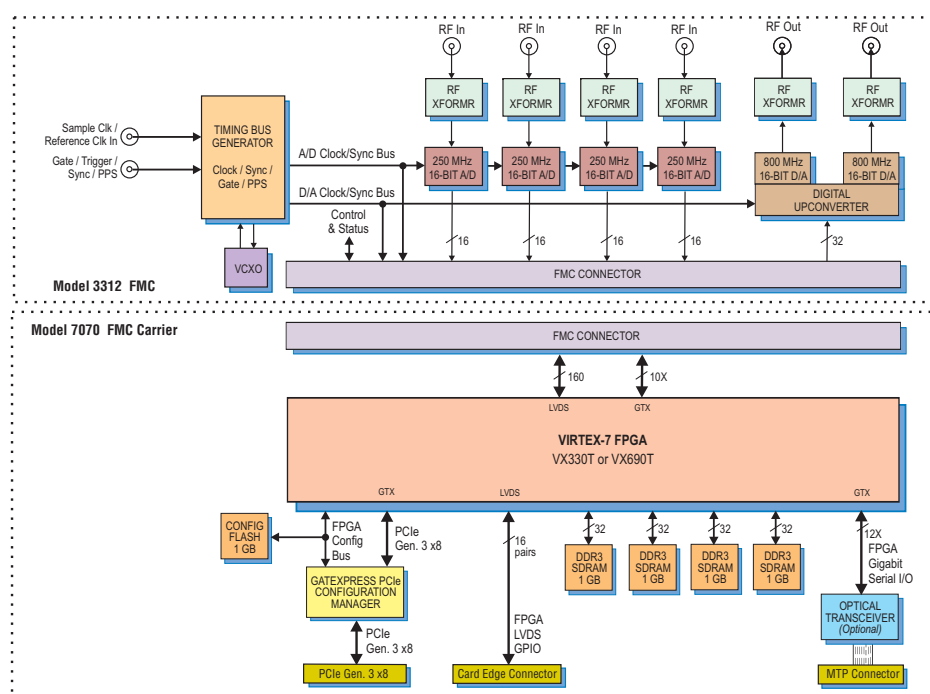 RF In
RF In
RF In
RF In
RF Out
RF Out
RF
XFORMR
RF
XFORMR
RF
XFORMR
RF
XFORMR
RF
XFORMR
RF
XFORMR
Sample Clk /
Reference Clk In
Gate / Trigger /
Sync / PPS
TIMING BUS
GENERATOR
Clock / Sync /
Gate / PPS
A/D Clock/Sync Bus
D/A Clock/Sync Bus
250 MHz
16-BIT A/D
250 MHz
16-BIT A/D
250 MHz
16-BIT A/D
250 MHz
16-BIT A/D
800 MHz
16-BIT D/A
800 MHz
16-BIT D/A
DIGITAL
UPCONVERTER
Control
& Status
16
16
16
16
32
VCXO
FMC CONNECTOR
Model 3312 FMC
Model 7070 FMC Carrier
FMC CONNECTOR
160
10X
LVDS
GTX
VIRTEX-7 FPGA
VX330T or VX690T
GTX
LVDS
GTX
CONFIG
FLASH
1 GB
FPGA
Config
Bus
PCIe
Gen. 3 x8
16
pairs
32
32
32
32
12X
FPGA
Gigabit
Serial I/O
DDR3
SDRAM
1 GB
DDR3
SDRAM
1 GB
DDR3
SDRAM
1 GB
DDR3
SDRAM
1 GB
GATEXPRESS PCIe
CONFIGURATION
MANAGER
OPTICAL
TRANSCEIVER
(Optional)
PCIe
Gen. 3 x8
FPGA
LVDS
GPIO
PCIe Gen. 3 x8
Card Edge Connector
MTP Connector